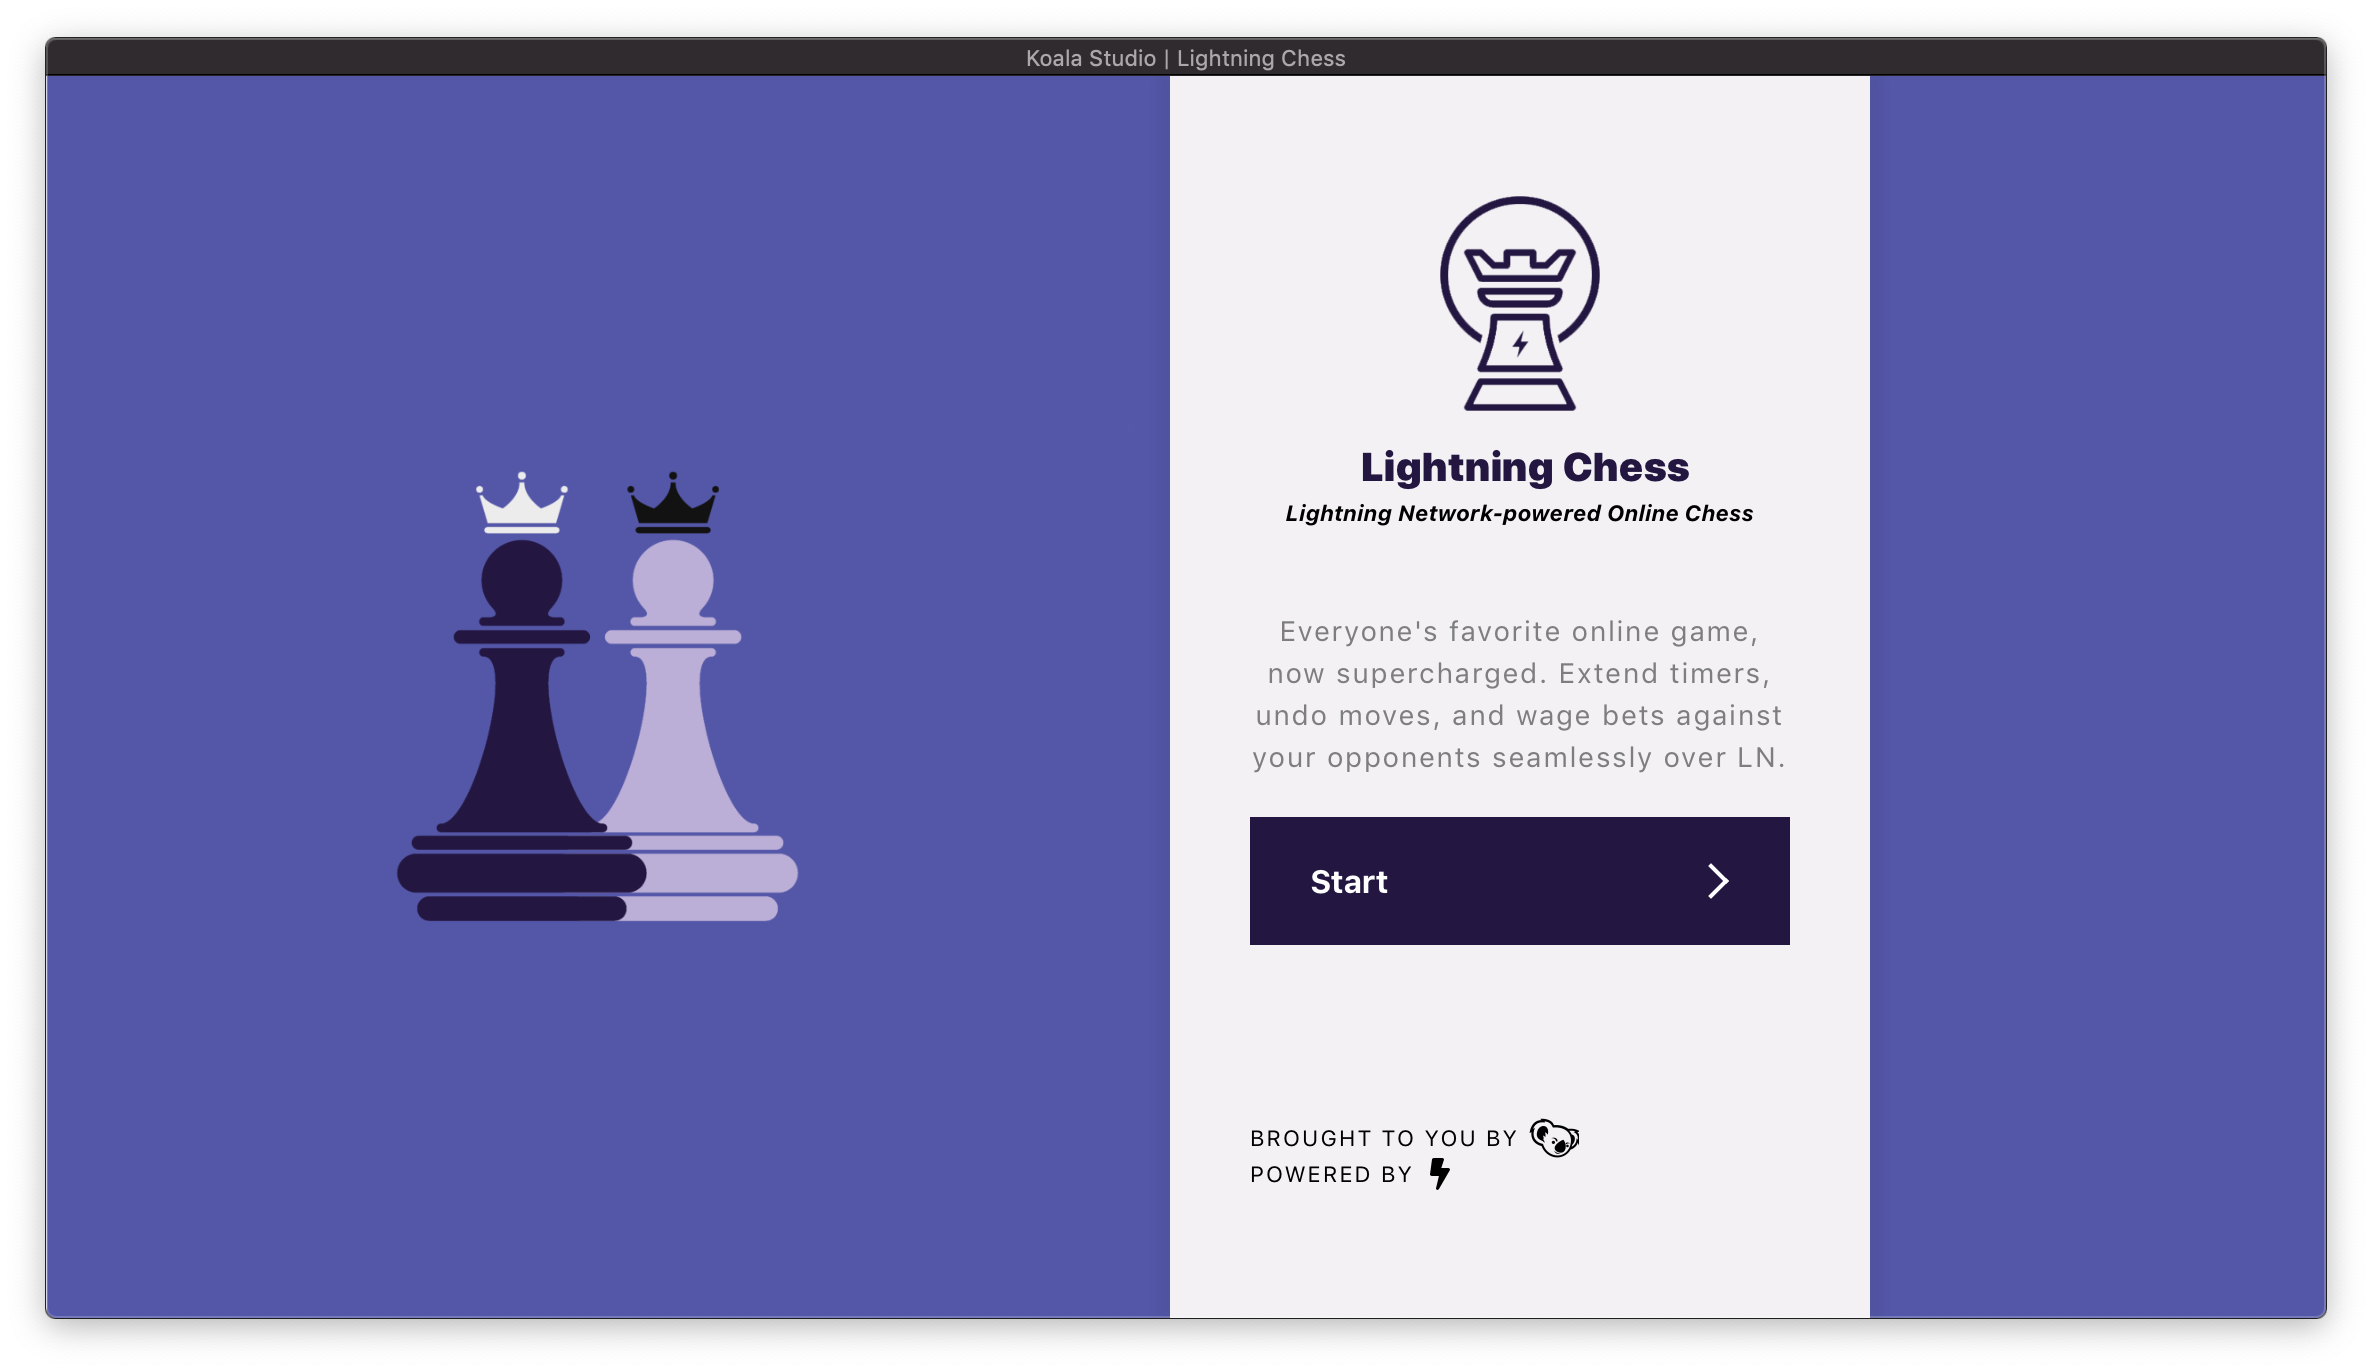 Koala Studio | Lightning Chess
Lightning Chess
Lightning Network-powered Online Chess
Everyone's favorite online game,
now supercharged. Extend timers,
undo moves, and wage bets against
your opponents seamlessly over LN.
Start
BROUGHT TO YOU BY
POWERED BY